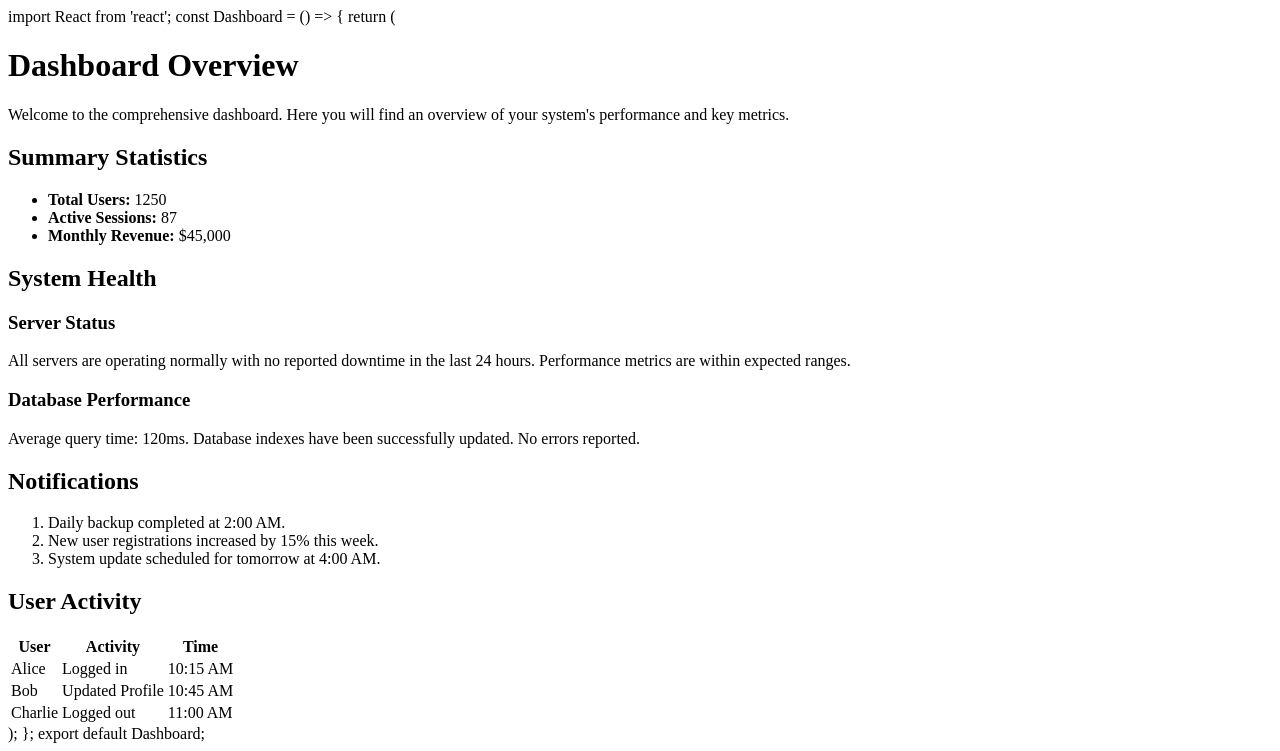 import React from 'react'; const Dashboard = () => { return (
Dashboard Overview
Welcome to the comprehensive dashboard. Here you will find an overview of your system's performance and key metrics.
Summary Statistics
• Total Users: 1250
• Active Sessions: 87
• Monthly Revenue: $45,000
System Health
Server Status
All servers are operating normally with no reported downtime in the last 24 hours. Performance metrics are within expected ranges.
Database Performance
Average query time: 120ms. Database indexes have been successfully updated. No errors reported.
Notifications
1. Daily backup completed at 2:00 AM.
2. New user registrations increased by 15% this week.
3. System update scheduled for tomorrow at 4:00 AM.
User Activity
User Activity Time
Alice Logged in 10:15 AM
Bob Updated Profile 10:45 AM
Charlie Logged out 11:00 AM
); }; export default Dashboard;